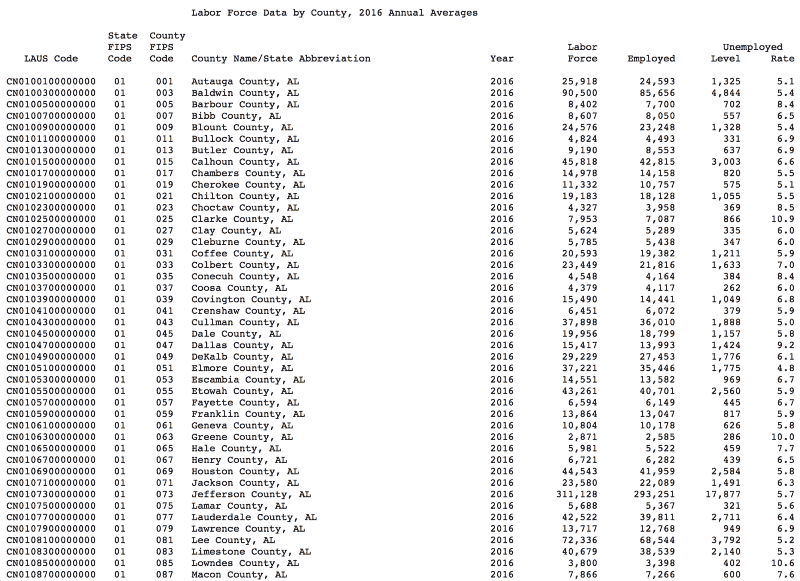 Labor Force Data by County, 2016 Annual Averages
State County
FIPS FIPS Labor Unemployed
LAUS Code Code Code County Name/State Abbreviation Year Force Employed Level Rate
CN0100100000000 01 001 Autauga County, AL 2016 25,918 24,593 1,325 5.1
CN0100300000000 01 003 Baldwin County, AL 2016 90,500 85,656 4,844 5.4
CN0100500000000 01 005 Barbour County, AL 2016 8,402 7,700 702 8.4
CN0100700000000 01 007 Bibb County, AL 2016 8,607 8,050 557 6.5
CN0100900000000 01 009 Blount County, AL 2016 24,576 23,248 1,328 5.4
CN0101100000000 01 011 Bullock County, AL 2016 4,824 4,493 331 6.9
CN0101300000000 01 013 Butler County, AL 2016 9,190 8,553 637 6.9
CN0101500000000 01 015 Calhoun County, AL 2016 45,818 42,815 3,003 6.6
CN0101700000000 01 017 Chambers County, AL 2016 14,978 14,158 820 5.5
CN0101900000000 01 019 Cherokee County, AL 2016 11,332 10,757 575 5.1
CN0102100000000 01 021 Chilton County, AL 2016 19,183 18,128 1,055 5.5
CN0102300000000 01 023 Choctaw County, AL 2016 4,327 3,958 369 8.5
CN0102500000000 01 025 Clarke County, AL 2016 7,953 7,087 866 10.9
CN0102700000000 01 027 Clay County, AL 2016 5,624 5,289 335 6.0
CN0102900000000 01 029 Cleburne County, AL 2016 5,785 5,438 347 6.0
CN0103100000000 01 031 Coffee County, AL 2016 20,593 19,382 1,211 5.9
CN0103300000000 01 033 Colbert County, AL 2016 23,449 21,816 1,633 7.0
CN0103500000000 01 035 Conecuh County, AL 2016 4,548 4,164 384 8.4
CN0103700000000 01 037 Coosa County, AL 2016 4,379 4,117 262 6.0
CN0103900000000 01 039 Covington County, AL 2016 15,490 14,441 1,049 6.8
CN0104100000000 01 041 Crenshaw County, AL 2016 6,451 6,072 379 5.9
CN0104300000000 01 043 Cullman County, AL 2016 37,898 36,010 1,888 5.0
CN0104500000000 01 045 Dale County, AL 2016 19,956 18,799 1,157 5.8
CN0104700000000 01 047 Dallas County, AL 2016 15,417 13,993 1,424 9.2
CN0104900000000 01 049 DeKalb County, AL 2016 29,229 27,453 1,776 6.1
CN0105100000000 01 051 Elmore County, AL 2016 37,221 35,446 1,775 4.8
CN0105300000000 01 053 Escambia County, AL 2016 14,551 13,582 969 6.7
CN0105500000000 01 055 Etowah County, AL 2016 43,261 40,701 2,560 5.9
CN0105700000000 01 057 Fayette County, AL 2016 6,594 6,149 445 6.7
CN0105900000000 01 059 Franklin County, AL 2016 13,864 13,047 817 5.9
CN0106100000000 01 061 Geneva County, AL 2016 10,804 10,178 626 5.8
CN0106300000000 01 063 Greene County, AL 2016 2,871 2,585 286 10.0
CN0106500000000 01 065 Hale County, AL 2016 5,981 5,522 459 7.7
CN0106700000000 01 067 Henry County, AL 2016 6,721 6,282 439 6.5
CN0106900000000 01 069 Houston County, AL 2016 44,543 41,959 2,584 5.8
CN0107100000000 01 071 Jackson County, AL 2016 23,580 22,089 1,491 6.3
CN0107300000000 01 073 Jefferson County, AL 2016 311,128 293,251 17,877 5.7
CN0107500000000 01 075 Lamar County, AL 2016 5,688 5,367 321 5.6
CN0107700000000 01 077 Lauderdale County, AL 2016 42,522 39,811 2,711 6.4
CN0107900000000 01 079 Lawrence County, AL 2016 13,717 12,768 949 6.9
CN0108100000000 01 081 Lee County, AL 2016 72,336 68,544 3,792 5.2
CN0108300000000 01 083 Limestone County, AL 2016 40,679 38,539 2,140 5.3
CN0108500000000 01 085 Lowndes County, AL 2016 3,800 3,398 402 10.6
CN0108700000000 01 087 Macon County, AL 2016 7,866 7,266 600 7.6